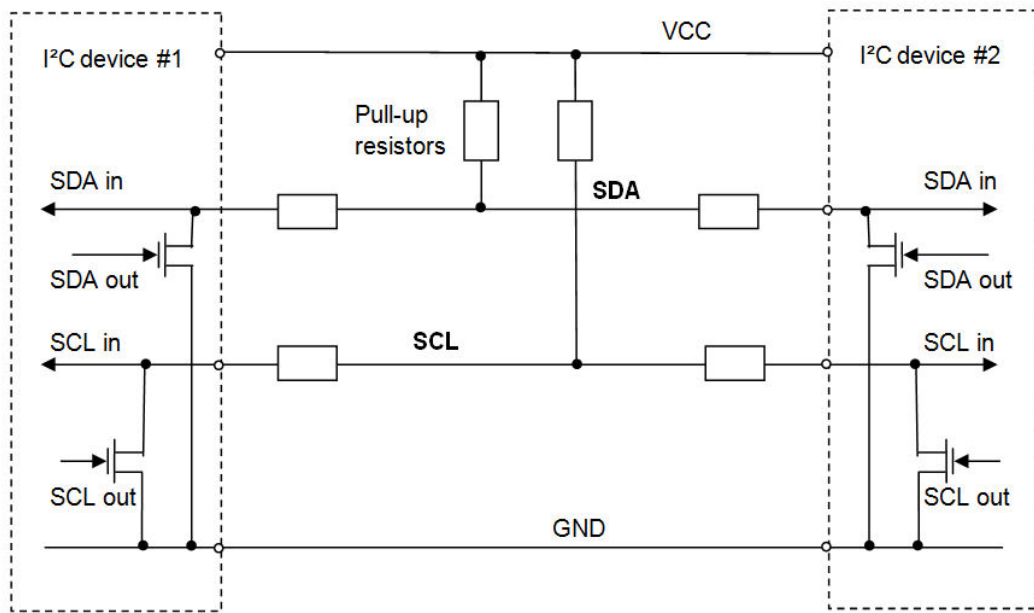 I²C device #1
VCC
I²C device #2
Pull-up
resistors
SDA in
SDA
SDA in
SDA out
SDA out
SCL in
SCL
SCL in
SCL out
SCL out
GND